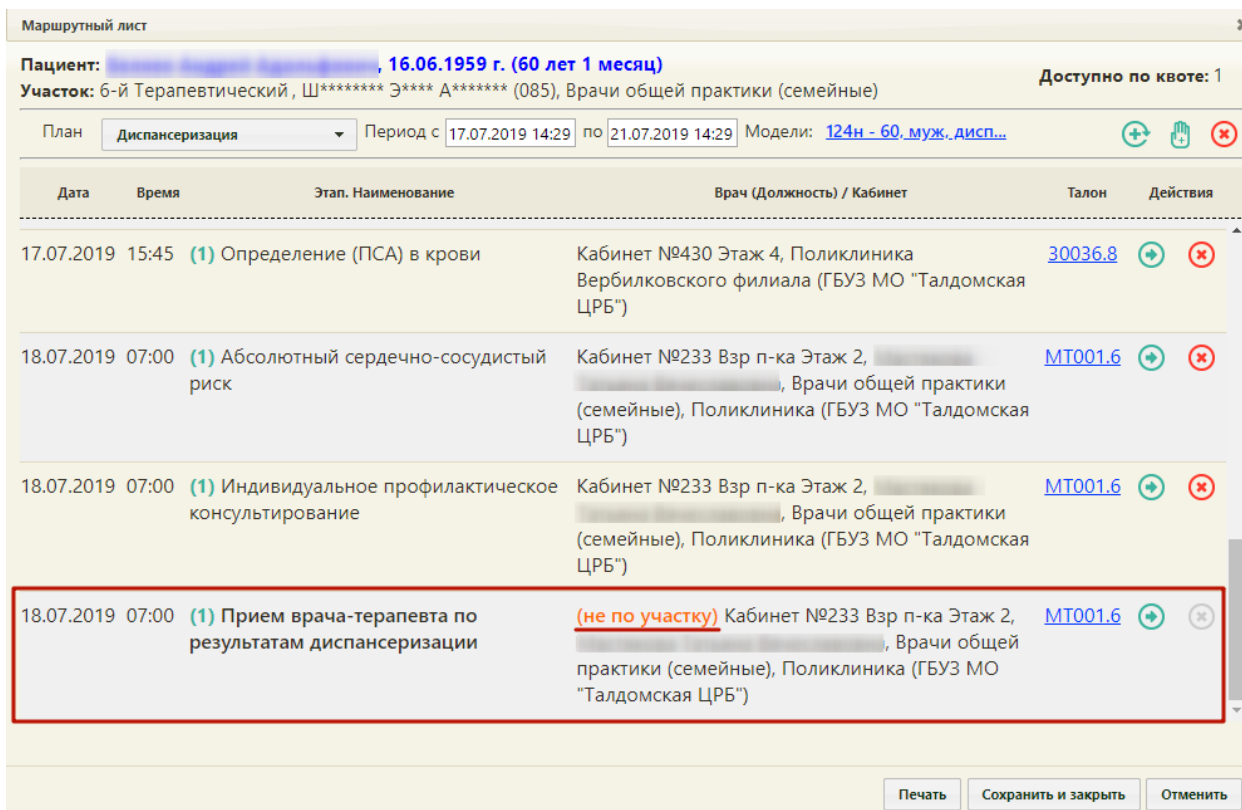 Маршрутный лист
Пациент: , 16.06.1959 г. (60 лет 1 месяц)
Доступно по квоте: 1
Участок: 6-й Терапевтический , Ш******** Э**** А******* (085), Врачи общей практики (семейные)
План Диспансеризация Период с 17.07.2019 14:29 по 21.07.2019 14:29 Модели: 124н - 60, муж, дисп...
Дата Время Этап. Наименование Врач (Должность) / Кабинет Талон Действия
17.07.2019 15:45 (1) Определение (ПСА) в крови Кабинет №430 Этаж 4, Поликлиника 30036.8
Вербилковского филиала (ГБУЗ МО "Талдомская
ЦРБ")
18.07.2019 07:00 (1) Абсолютный сердечно-сосудистый Кабинет №233 Взр п-ка Этаж 2, МТ001.6
риск , Врачи общей практики
(семейные), Поликлиника (ГБУЗ МО "Талдомская
ЦРБ")
18.07.2019 07:00 (1) Индивидуальное профилактическое Кабинет №233 Взр п-ка Этаж 2, МТ001.6
консультирование , Врачи общей практики
(семейные), Поликлиника (ГБУЗ МО "Талдомская
ЦРБ")
18.07.2019 07:00 (1) Прием врача-терапевта по (не по участку) Кабинет №233 Взр п-ка Этаж 2, МТ001.6
результатам диспансеризации , Врачи общей
практики (семейные), Поликлиника (ГБУЗ МО
"Талдомская ЦРБ")
Печать Сохранить и закрыть Отменить